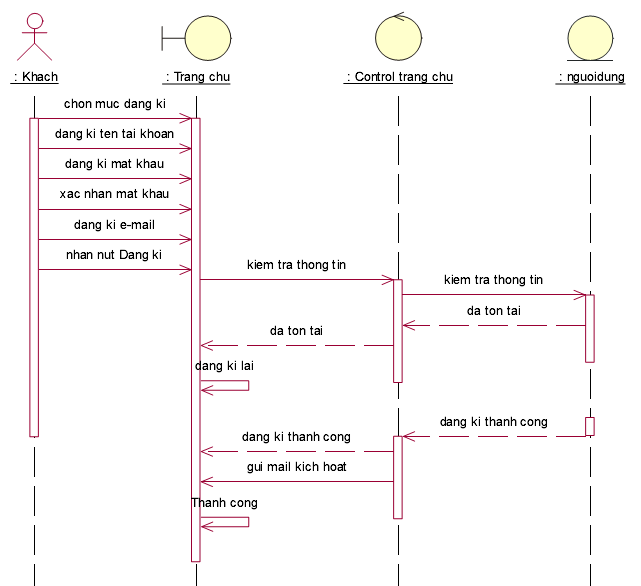 : Khach
: Trang chu
: Control trang chu
: nguoidung
chon muc dang ki
dang ki ten tai khoan
dang ki mat khau
xac nhan mat khau
dang ki e-mail
nhan nut Dang ki
kiem tra thong tin
kiem tra thong tin
da ton tai
da ton tai
dang ki lai
dang ki thanh cong
dang ki thanh cong
gui mail kich hoat
Thanh cong